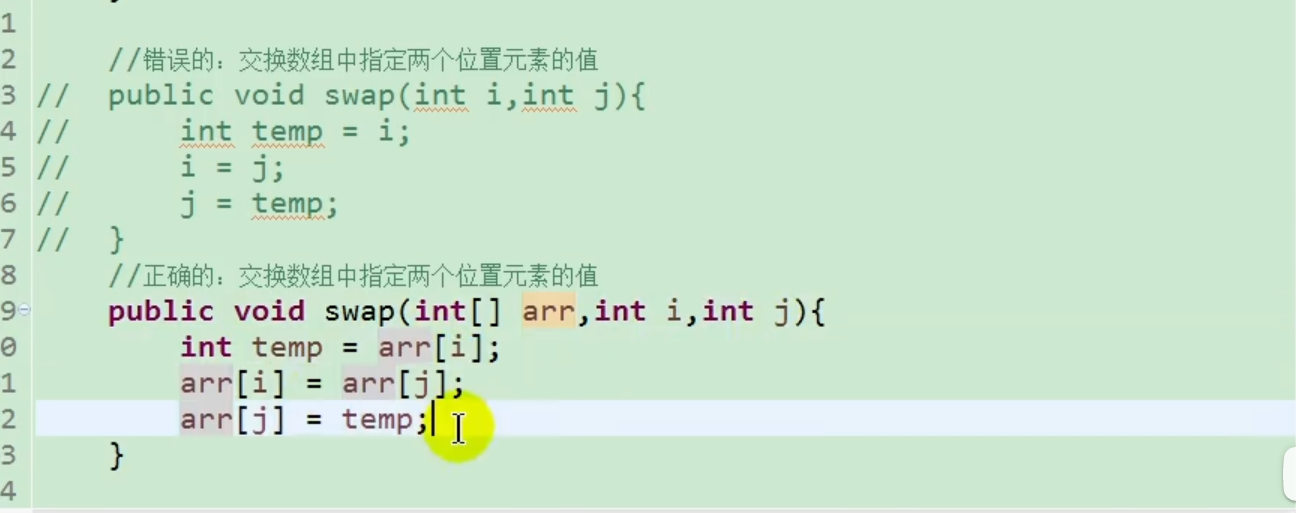 1
2 //错误的：交换数组中指定两个位置元素的值
3 // public void swap(int i,int j){
4 // int temp = i;
5 // i = j;
6 // j = temp;
7 // }
8 //正确的：交换数组中指定两个位置元素的值
9 public void swap(int[] arr,int i,int j){
0 int temp = arr[i];
1 arr[i] = arr[j];
2 arr[j] = temp;
3 }
4